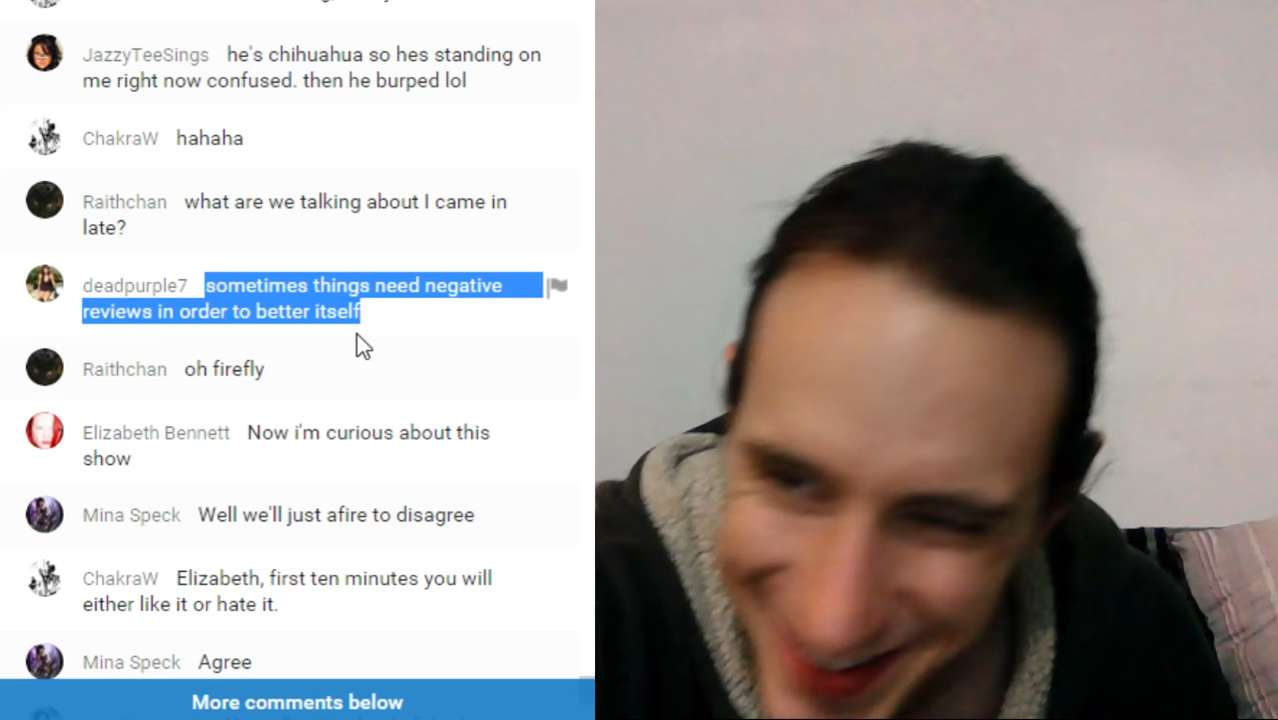 JazzyTeeSings he's chihuahua so hes standing on
me right now confused. then he burped lol
ChakraW hahaha
Raithchan what are we talking about I came in
late?
deadpurple7 sometimes things need negative
reviews in order to better itself
Raithchan oh firefly
Elizabeth Bennett Now i'm curious about this
show
Mina Speck Well we'll just afire to disagree
ChakraW Elizabeth, first ten minutes you will
either like it or hate it.
Mina Speck Agree
More comments below